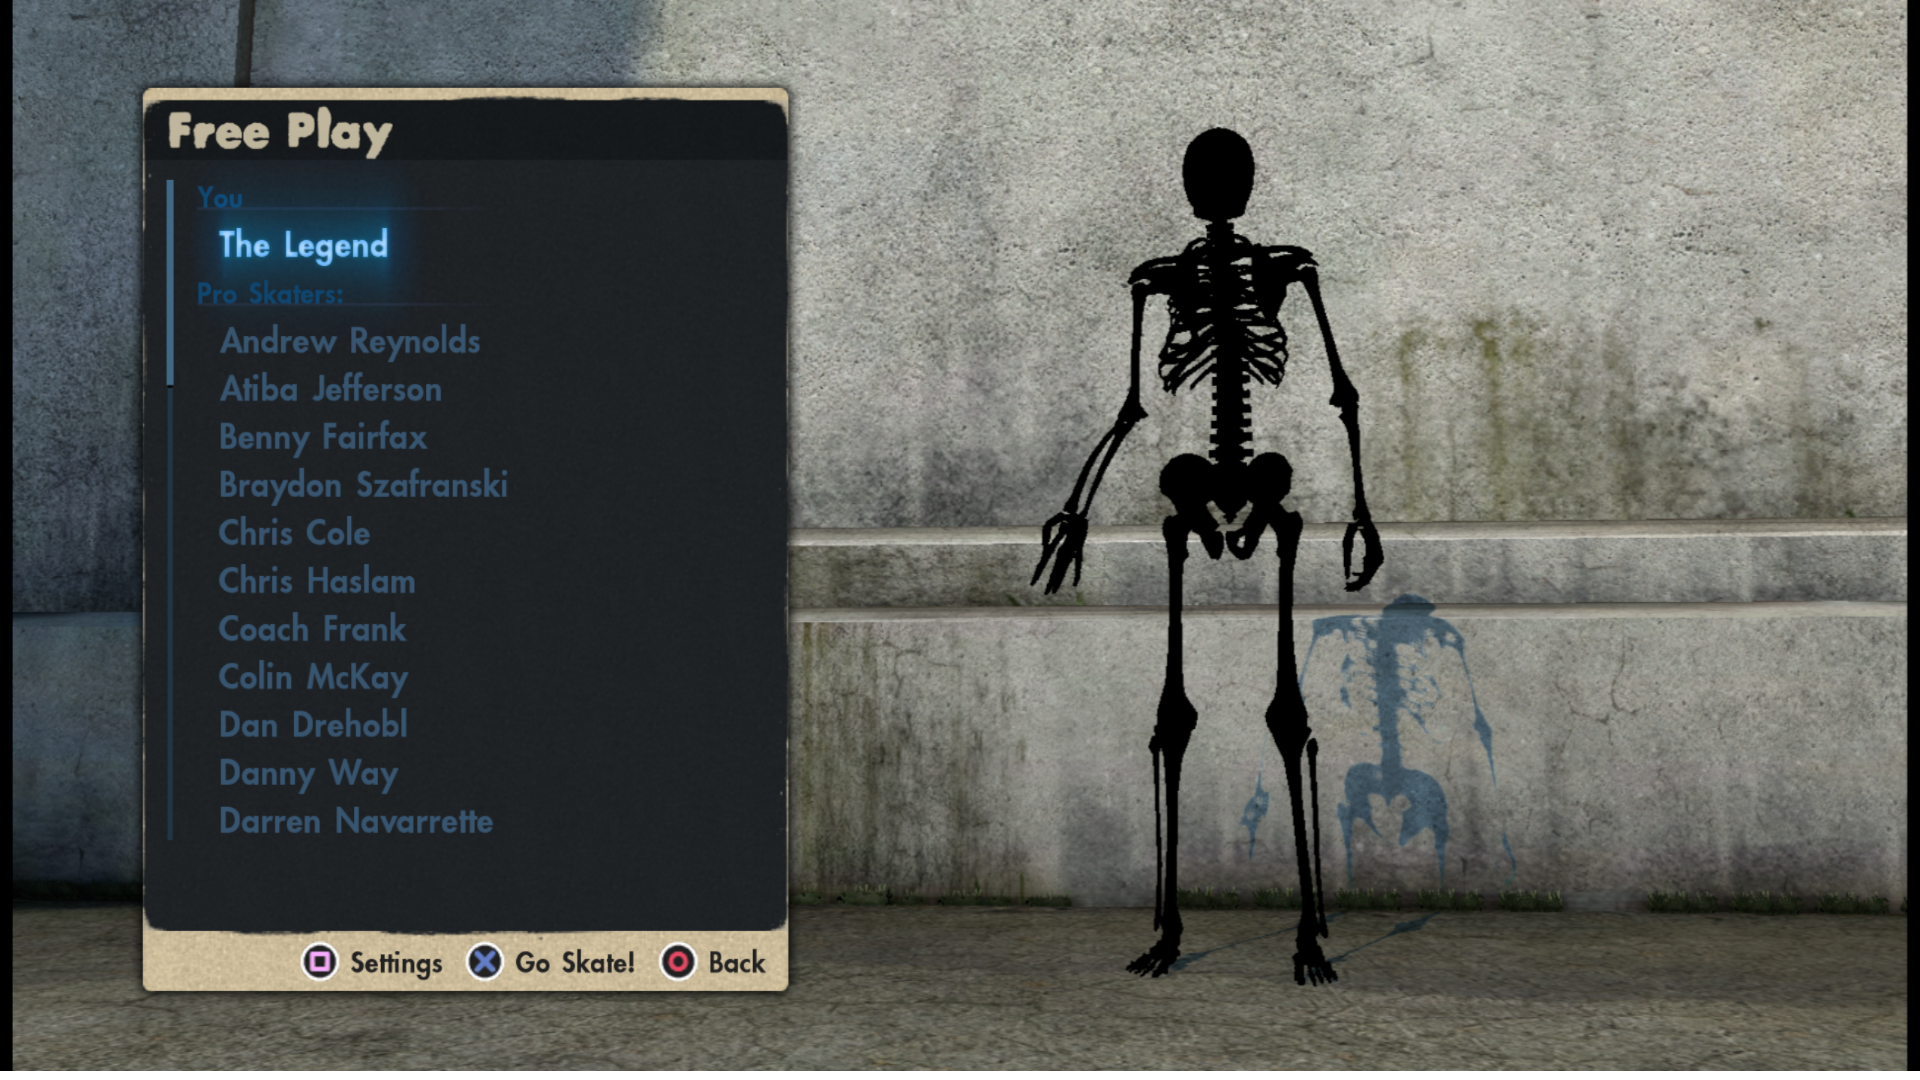 Free Play
You
The Legend
Pro Skaters:
Andrew Reynolds
Atiba Jefferson
Benny Fairfax
Braydon Szafranski
Chris Cole
Chris Haslam
Coach Frank
Colin McKay
Dan Drehobl
Danny Way
Darren Navarrette
Settings Go Skate! Back